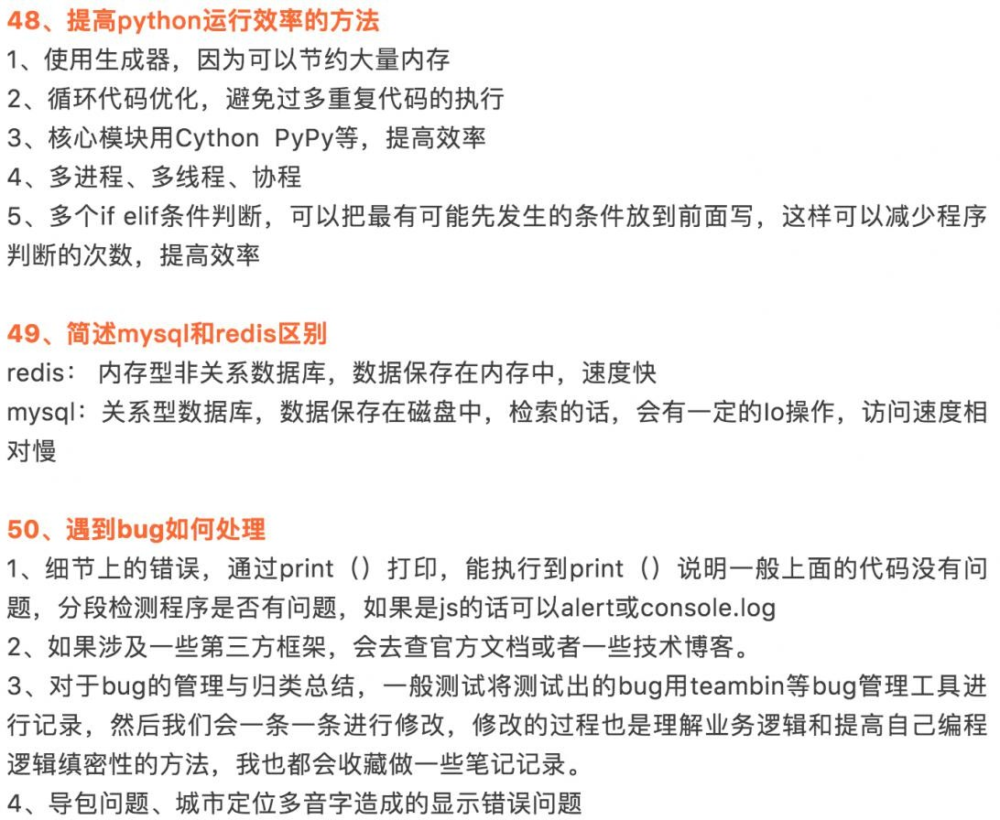 48、提高python运行效率的方法
1、使用生成器，因为可以节约大量内存
2、循环代码优化，避免过多重复代码的执行
3、核心模块用Cython  PyPy等，提高效率
4、多进程、多线程、协程
5、多个if elif条件判断，可以把最有可能先发生的条件放到前面写，这样可以减少程序
判断的次数，提高效率
49、简述mysql和redis区别
redis： 内存型非关系数据库，数据保存在内存中，速度快
mysql：关系型数据库，数据保存在磁盘中，检索的话，会有一定的Io操作，访问速度相
对慢
50、遇到bug如何处理
1、细节上的错误，通过print（）打印，能执行到print（）说明一般上面的代码没有问
题，分段检测程序是否有问题，如果是js的话可以alert或console.log
2、如果涉及一些第三方框架，会去查官方文档或者一些技术博客。
3、对于bug的管理与归类总结，一般测试将测试出的bug用teambin等bug管理工具进
行记录，然后我们会一条一条进行修改，修改的过程也是理解业务逻辑和提高自己编程
逻辑缜密性的方法，我也都会收藏做一些笔记记录。
4、导包问题、城市定位多音字造成的显示错误问题